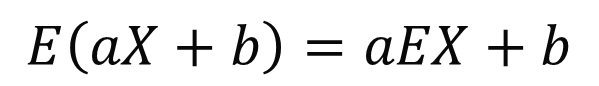 E(aX + b) = aEX + b